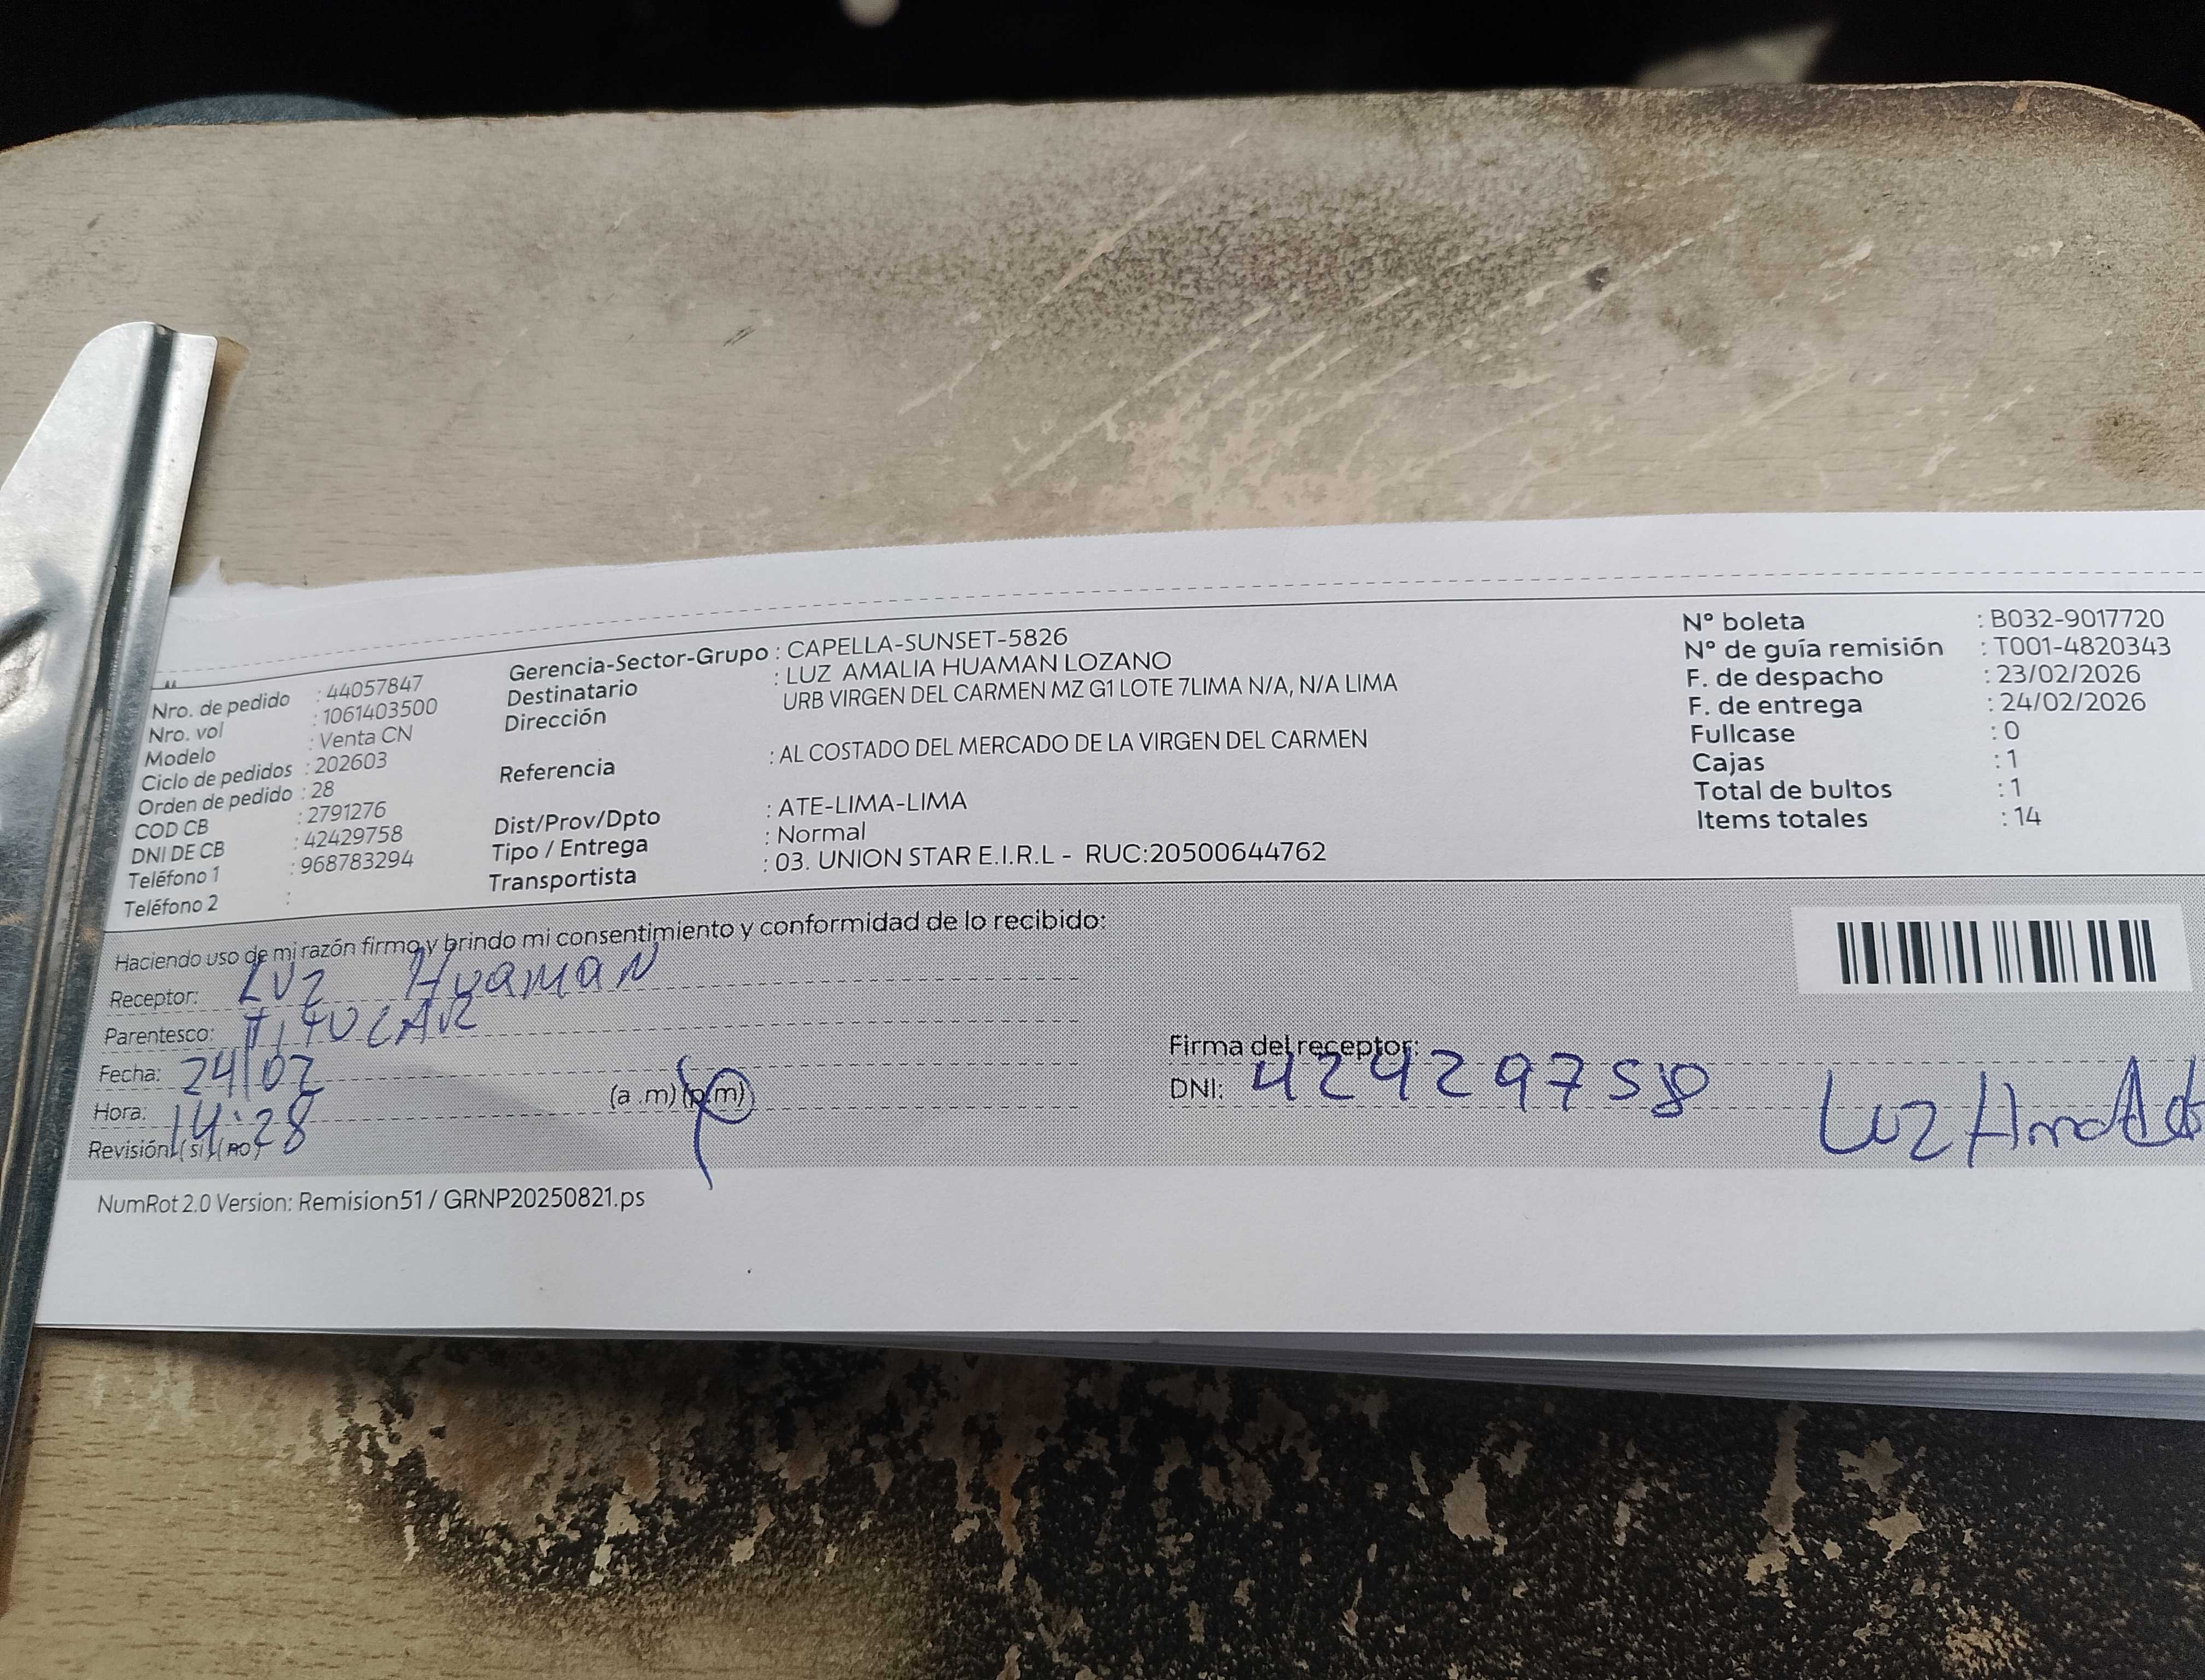 Nro. de pedido : 44057847
Nro. vol : 1061403500
Modelo : Venta CN
Ciclo de pedidos : 202603
Orden de pedido : 28
COD CB : 2791276
DNI DE CB : 42429758
Teléfono 1 : 968783294
Teléfono 2 :
Gerencia-Sector-Grupo : CAPELLA-SUNSET-5826
Destinatario : LUZ AMALIA HUAMAN LOZANO
Dirección URB VIRGEN DEL CARMEN MZ G1 LOTE 7LIMA N/A, N/A LIMA
Referencia : AL COSTADO DEL MERCADO DE LA VIRGEN DEL CARMEN
Dist/Prov/Dpto : ATE-LIMA-LIMA
Tipo / Entrega : Normal
Transportista : 03. UNION STAR E.I.R.L - RUC:20500644762
N° boleta : B032-9017720
N° de guía remisión : T001-4820343
F. de despacho : 23/02/2026
F. de entrega : 24/02/2026
Fullcase : 0
Cajas : 1
Total de bultos : 1
Items totales : 14
Haciendo uso de mi razón firmo y brindo mi consentimiento y conformidad de lo recibido:
Receptor: LUZ HUAMAN
Parentesco: TITULAR
Fecha: 24/02
Hora: 14:28 (a .m) (p.m)
Revisión ( SI ) ( NO )
Firma del receptor:
DNI: 42429758
Luz
NumRot 2.0 Version: Remision51 / GRNP20250821.ps